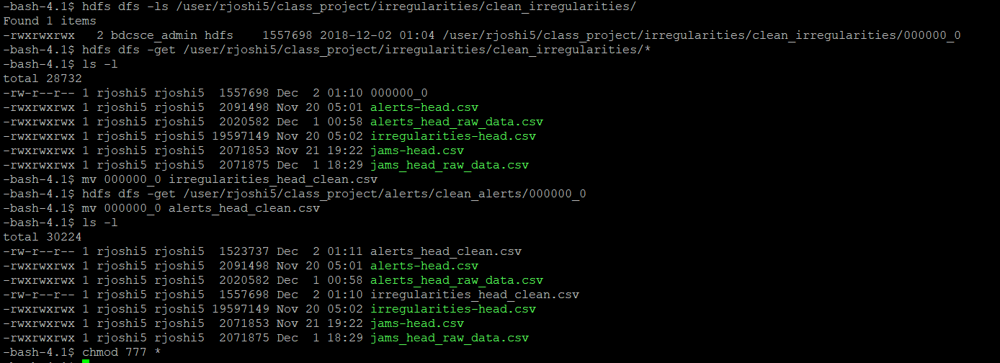 -bash-4.1$ hdfs dfs -ls /user/rjoshi5/class_project/irregularities/clean_irregularities/
Found 1 items
-rwxrwxrwx   2 bdcsce_admin hdfs    1557698 2018-12-02 01:04 /user/rjoshi5/class_project/irregularities/clean_irregularities/000000_0
-bash-4.1$ hdfs dfs -get /user/rjoshi5/class_project/irregularities/clean_irregularities/*
-bash-4.1$ ls -l
total 28732
-rw-r--r-- 1 rjoshi5 rjoshi5  1557698 Dec  2 01:10 000000_0
-rwxrwxrwx 1 rjoshi5 rjoshi5  2091498 Nov 20 05:01 alerts-head.csv
-rwxrwxrwx 1 rjoshi5 rjoshi5  2020582 Dec  1 00:58 alerts_head_raw_data.csv
-rwxrwxrwx 1 rjoshi5 rjoshi5 19597149 Nov 20 05:02 irregularities-head.csv
-rwxrwxrwx 1 rjoshi5 rjoshi5  2071853 Nov 21 19:22 jams-head.csv
-rwxrwxrwx 1 rjoshi5 rjoshi5  2071875 Dec  1 18:29 jams_head_raw_data.csv
-bash-4.1$ mv 000000_0 irregularities_head_clean.csv
-bash-4.1$ hdfs dfs -get /user/rjoshi5/class_project/alerts/clean_alerts/000000_0
-bash-4.1$ mv 000000_0 alerts_head_clean.csv
-bash-4.1$ ls -l
total 30224
-rw-r--r-- 1 rjoshi5 rjoshi5  1523737 Dec  2 01:11 alerts_head_clean.csv
-rwxrwxrwx 1 rjoshi5 rjoshi5  2091498 Nov 20 05:01 alerts-head.csv
-rwxrwxrwx 1 rjoshi5 rjoshi5  2020582 Dec  1 00:58 alerts_head_raw_data.csv
-rw-r--r-- 1 rjoshi5 rjoshi5  1557698 Dec  2 01:10 irregularities_head_clean.csv
-rwxrwxrwx 1 rjoshi5 rjoshi5 19597149 Nov 20 05:02 irregularities-head.csv
-rwxrwxrwx 1 rjoshi5 rjoshi5  2071853 Nov 21 19:22 jams-head.csv
-rwxrwxrwx 1 rjoshi5 rjoshi5  2071875 Dec  1 18:29 jams_head_raw_data.csv
-bash-4.1$ chmod 777 *